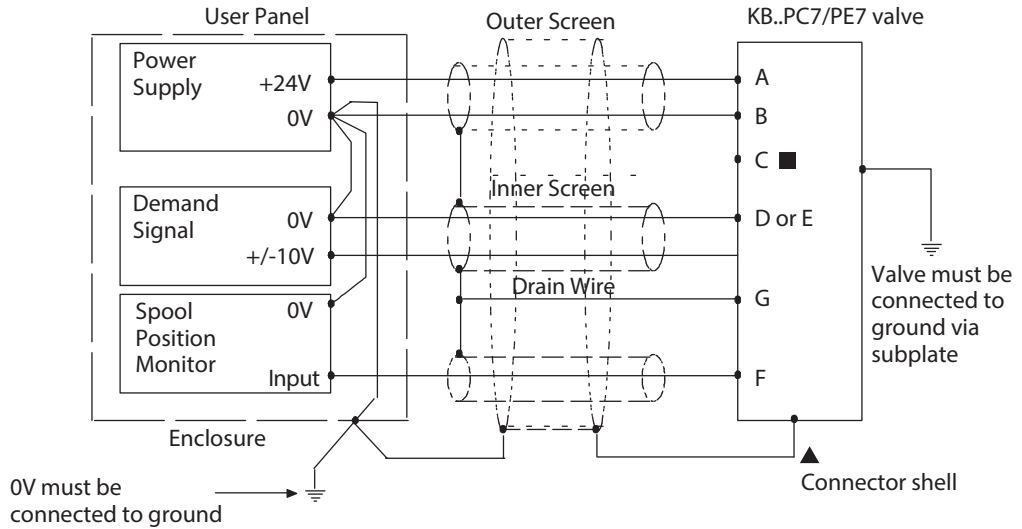 User Panel
Outer Screen
KB..PC7/PE7 valve
Power
Supply
+24V
0V
A
B
C ■
Inner Screen
Demand
Signal
0V
+/-10V
D or E
Drain Wire
G
Spool
Position
Monitor
0V
Input
F
Valve must be
connected to
ground via
subplate
Enclosure
▲
Connector shell
0V must be
connected to ground